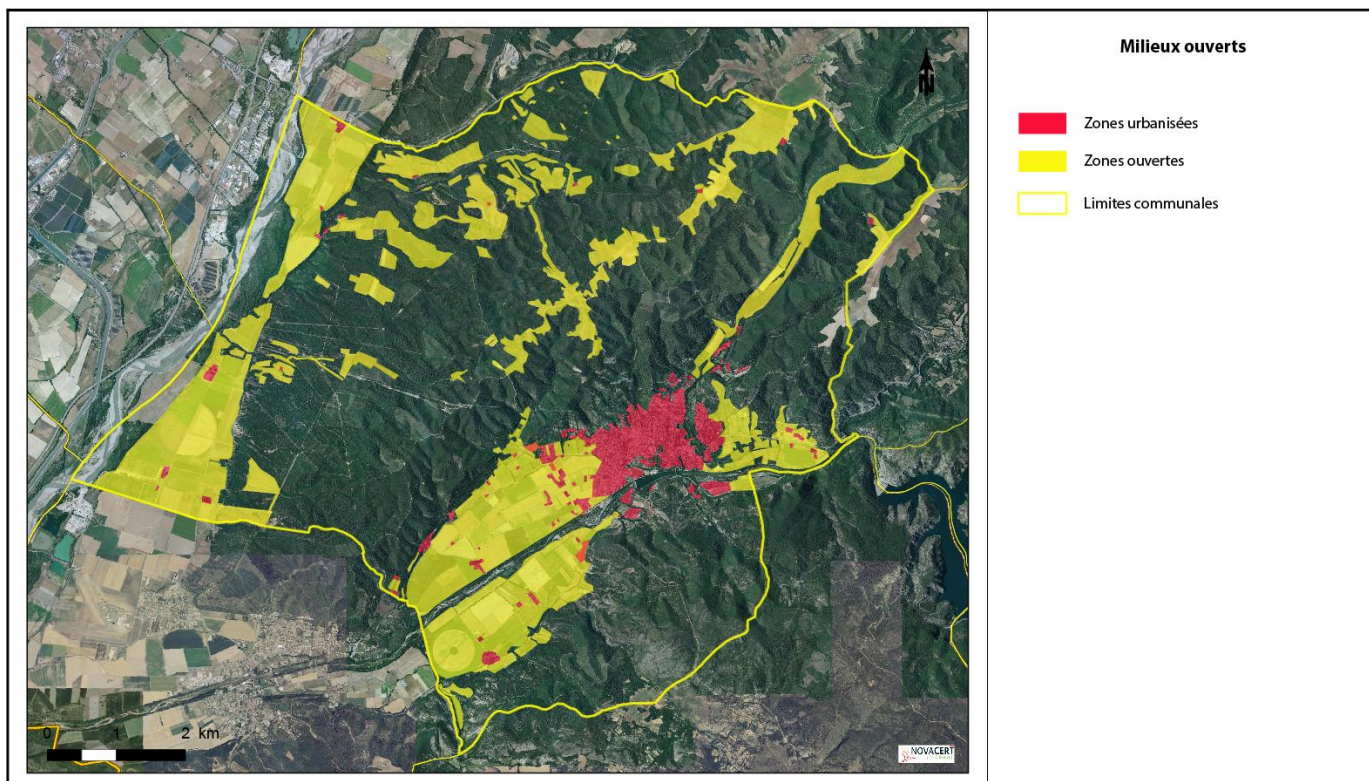 Milieux ouverts
Zones urbanisées
Zones ouvertes
Limites communales
N
0 1 2 km
NOVACERT